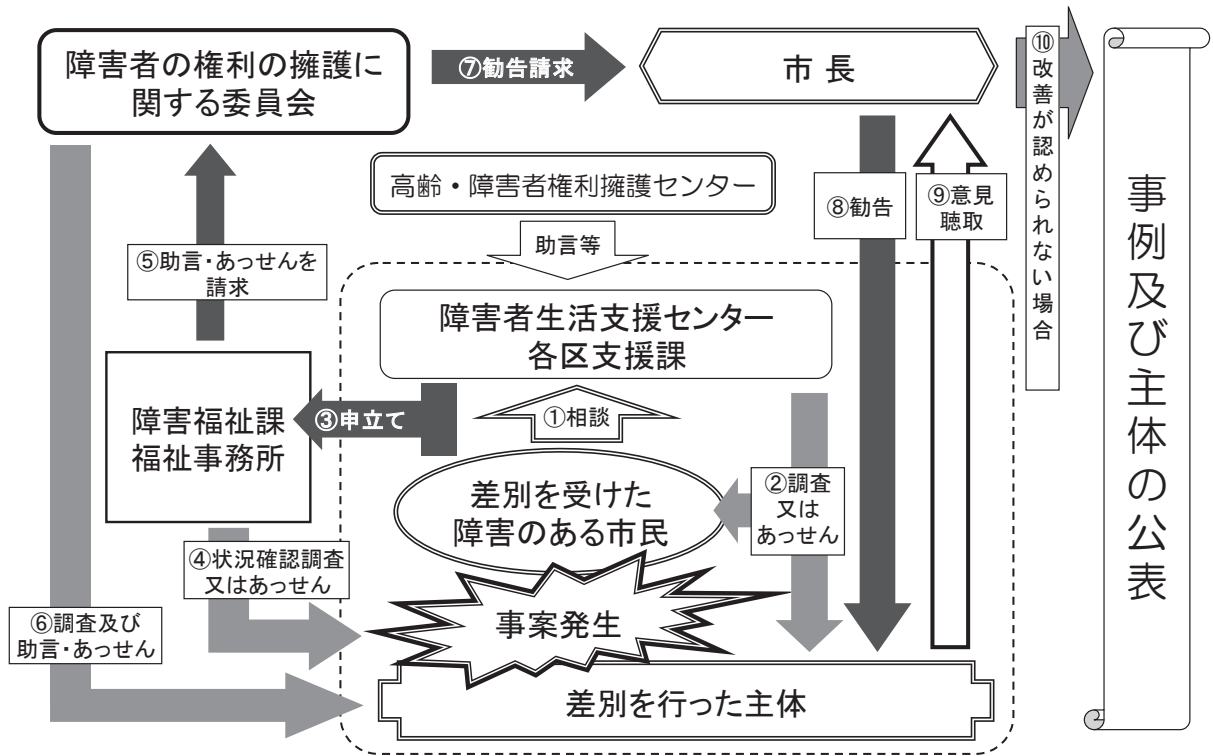 障害者の権利の擁護に
関する委員会
⑦勧告請求
市 長
⑩改善が認められない場合
事例及び主体の公表
高齢・障害者権利擁護センター
助言等
⑧勧告
⑨意見
聴取
⑤助言・あっせんを
請求
障害者生活支援センター
各区支援課
障害福祉課
福祉事務所
③申立て
①相談
差別を受けた
障害のある市民
②調査
又は
あっせん
④状況確認調査
又はあっせん
事案発生
⑥調査及び
助言・あっせん
差別を行った主体